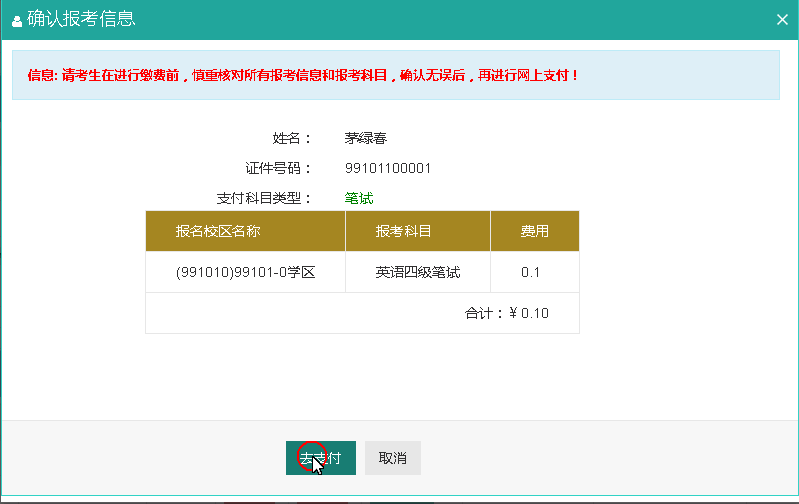 确认报考信息
信息: 请考生在进行缴费前，慎重核对所有报考信息和报考科目，确认无误后，再进行网上支付！
姓名： 茅绿春
证件号码： 99101100001
支付科目类型： 笔试
报名校区名称 报考科目 费用
(991010)99101-0学区 英语四级笔试 0.1
合计：￥0.10
去支付 取消